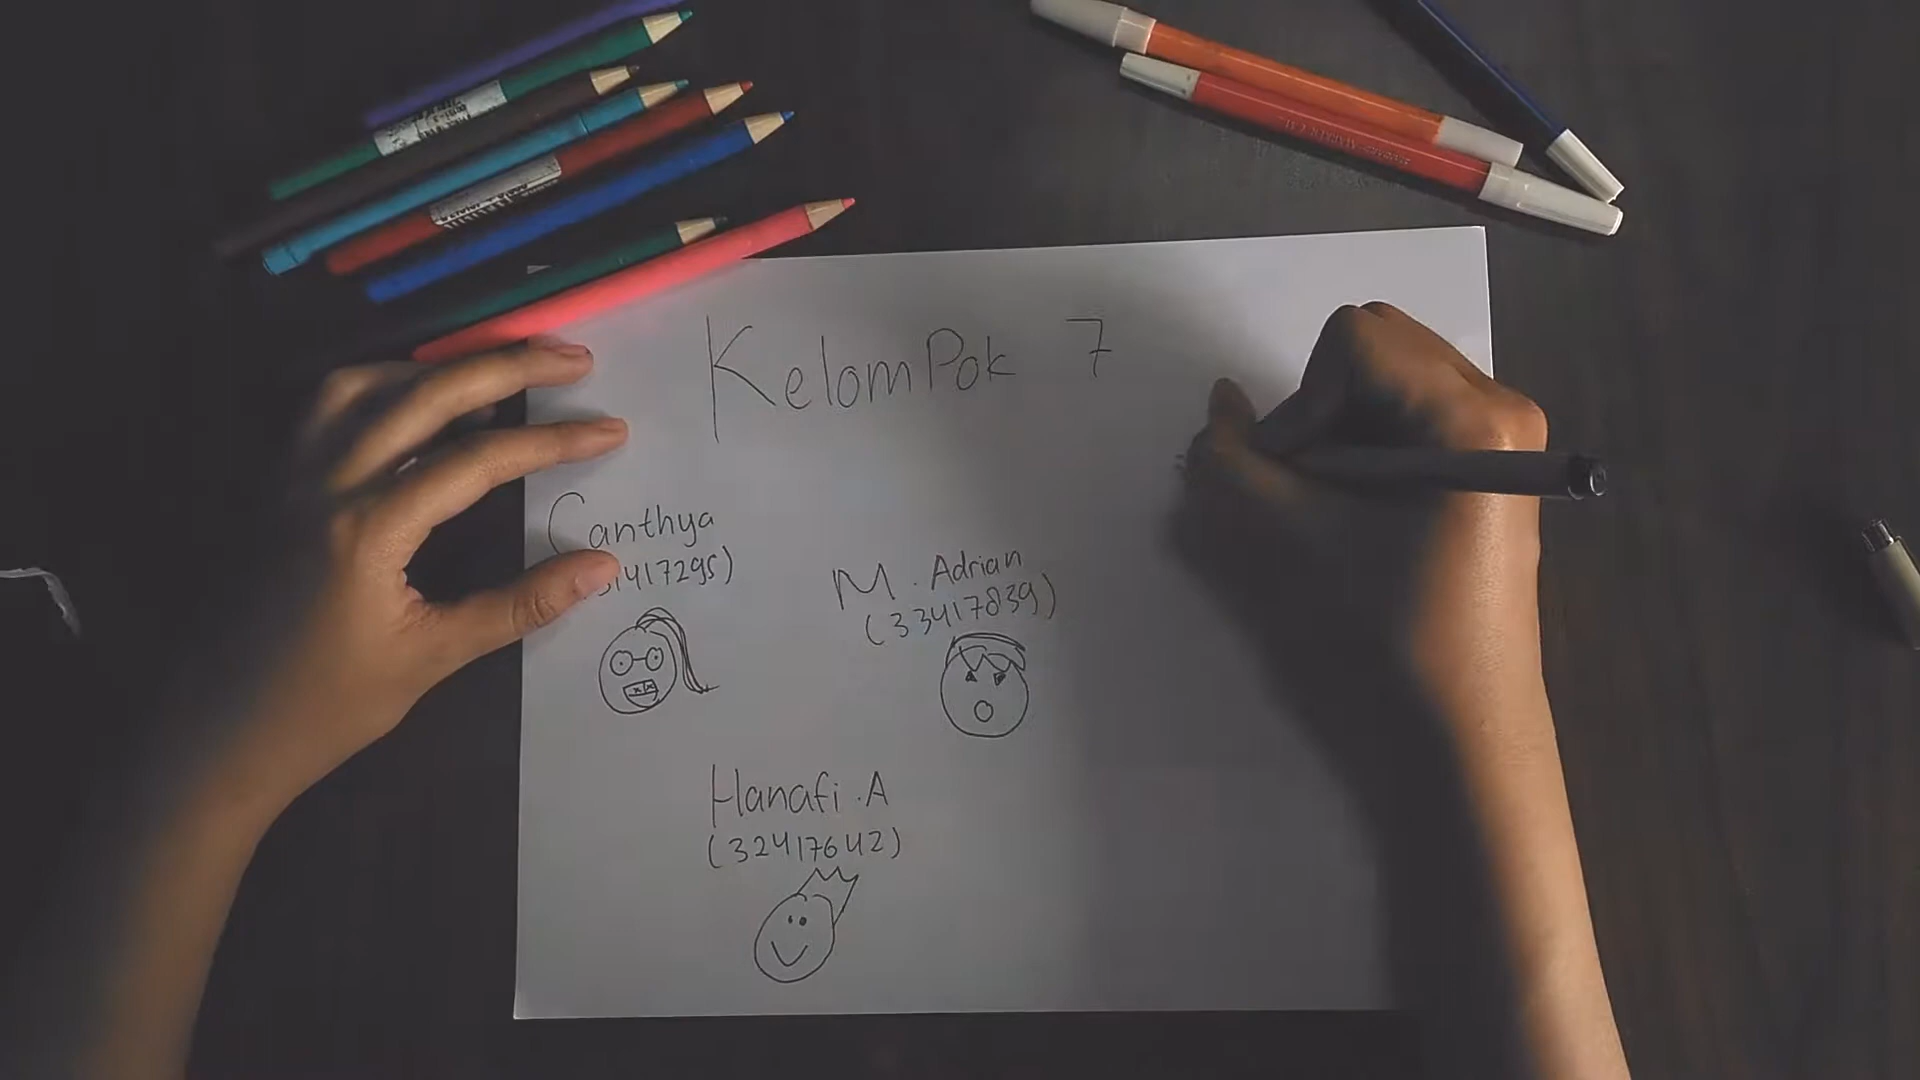 KelomPok 7
Canthya
M. Adrian
(33417839)
Hanafi .A
(32417642)